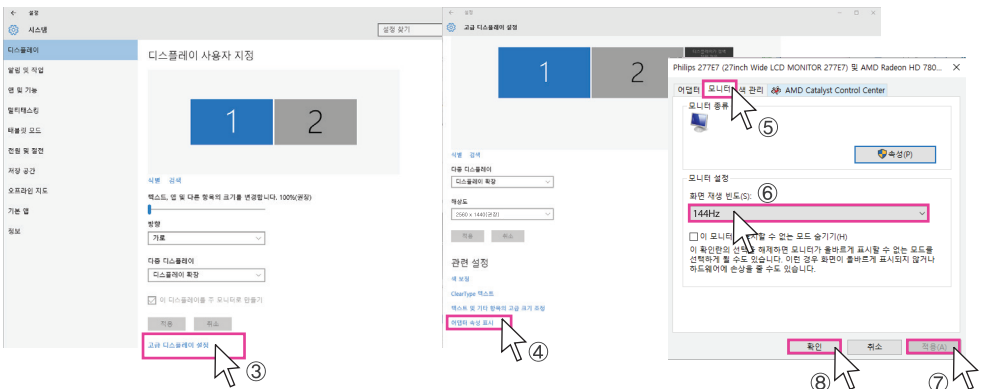 ← 설정
시스템
설정 찾기
디스플레이
알림 및 작업
앱 및 기능
멀티태스킹
태블릿 모드
전원 및 절전
저장 공간
오프라인 지도
기본 앱
정보
디스플레이 사용자 지정
1
2
식별 검색
텍스트, 앱 및 다른 항목의 크기를 변경합니다. 100%(권장)
방향
가로
다중 디스플레이
디스플레이 확장
이 디스플레이를 주 모니터로 만들기
적용 취소
고급 디스플레이 설정
③
← 설정
고급 디스플레이 설정
1
2
식별 검색
다중 디스플레이
디스플레이 확장
해상도
2560 x 1440(권장)
적용 취소
관련 설정
색 보정
ClearType 텍스트
텍스트 및 기타 항목의 고급 크기 조정
어댑터 속성 표시
④
Philips 277E7 (27inch Wide LCD MONITOR 277E7) 및 AMD Radeon HD 780...
어댑터 모니터 색 관리 AMD Catalyst Control Center
모니터 종류
⑤
속성(P)
모니터 설정
화면 재생 빈도(S): ⑥
144Hz
이 모니터 표시할 수 없는 모드 숨기기(H)
이 확인란의 선택을 해제하면 모니터가 올바르게 표시할 수 없는 모드를
선택하게 될 수도 있습니다. 이런 경우 화면이 올바르게 표시되지 않거나
하드웨어에 손상을 줄 수도 있습니다.
확인 취소 적용(A)
⑧ ⑦